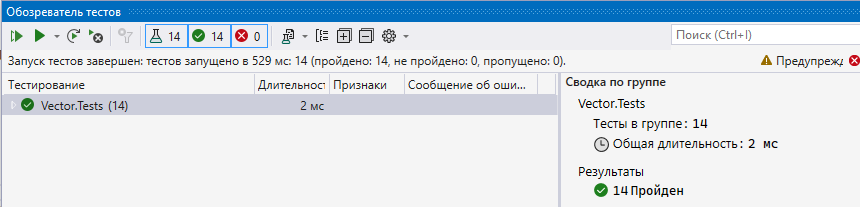 Обозреватель тестов
14 14 0
Поиск (Ctrl+I)
Запуск тестов завершен: тестов запущено в 529 мс: 14 (пройдено: 14, не пройдено: 0, пропущено: 0).
Предупрежд
Тестирование Длительност Признаки Сообщение об оши...
Vector.Tests (14) 2 мс
Сводка по группе
Vector.Tests
Тесты в группе: 14
Общая длительность: 2 мс
Результаты
14 Пройден